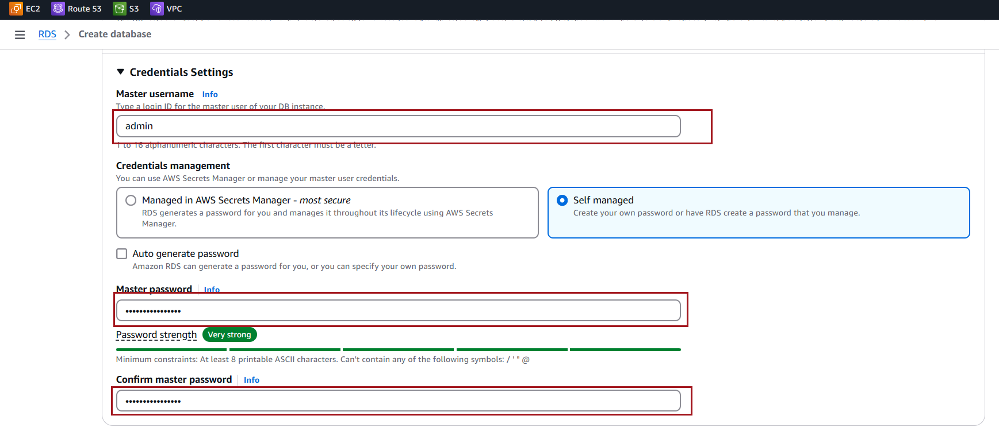 EC2 Route 53 S3 VPC
RDS Create database
Credentials Settings
Master username Info
Type a login ID for the master user of your DB instance.
admin
1 to 16 alphanumeric characters. The first character must be a letter.
Credentials management
You can use AWS Secrets Manager or manage your master user credentials.
Managed in AWS Secrets Manager - most secure
RDS generates a password for you and manages it throughout its lifecycle using AWS Secrets
Manager.
Self managed
Create your own password or have RDS create a password that you manage.
Auto generate password
Amazon RDS can generate a password for you, or you can specify your own password.
Master password Info
••••••••••••••••
Password strength Very strong
Minimum constraints: At least 8 printable ASCII characters. Can't contain any of the following symbols: / ' " @
Confirm master password Info
••••••••••••••••